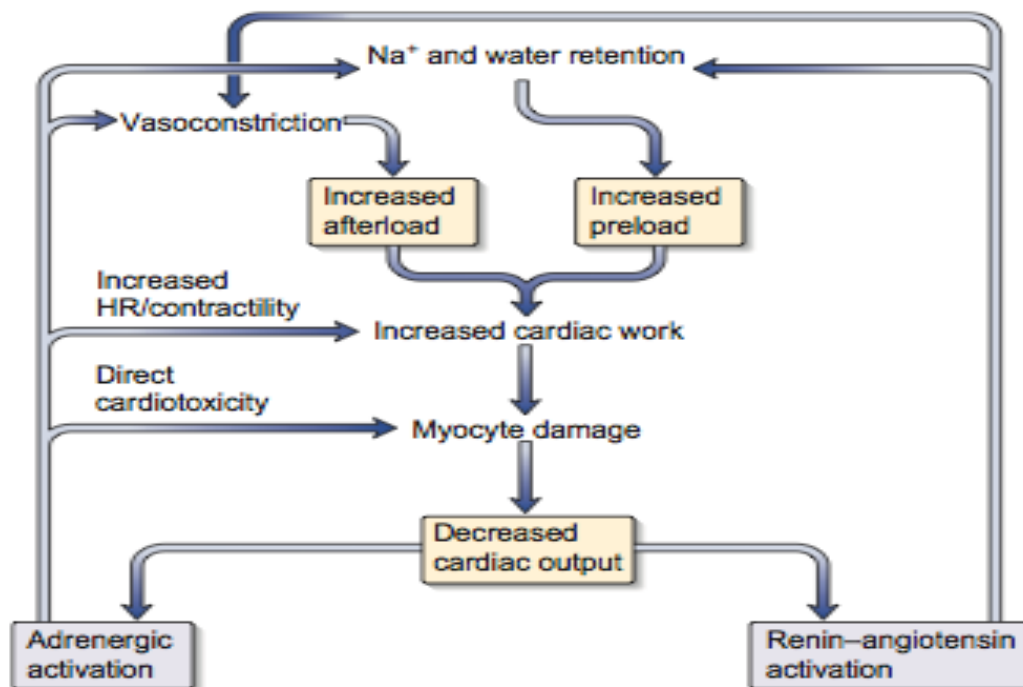 Na⁺ and water retention
Vasoconstriction
Increased
afterload
Increased
preload
Increased
HR/contractility
Increased cardiac work
Direct
cardiotoxicity
Myocyte damage
Decreased
cardiac output
Adrenergic
activation
Renin–angiotensin
activation